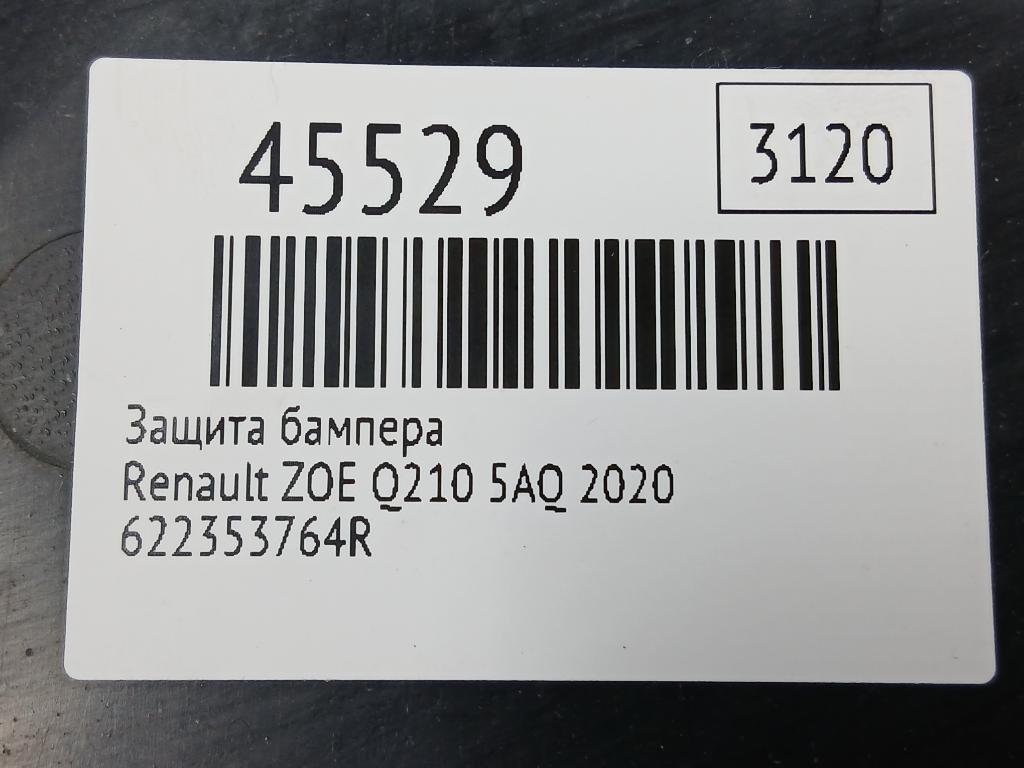 45529
3120
Защита бампера
Renault ZOE Q210 5AQ 2020
622353764R